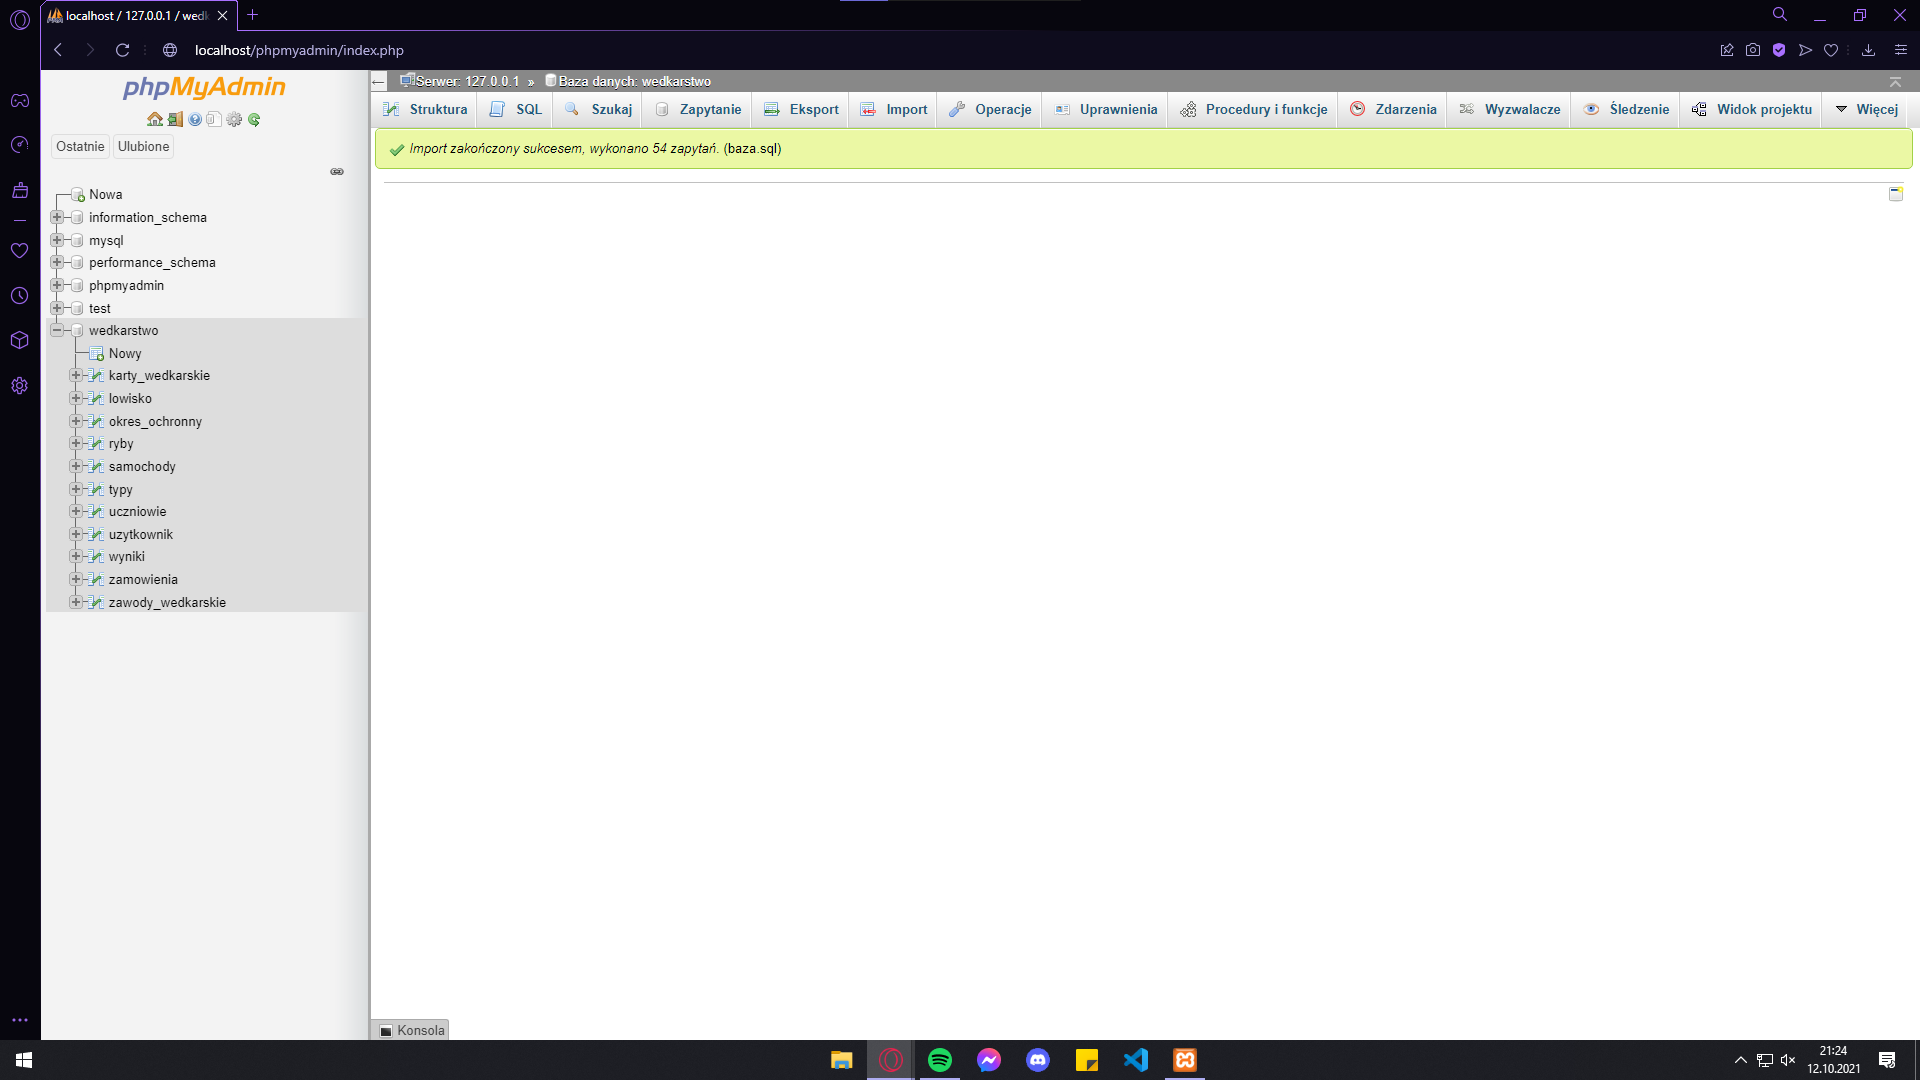 localhost / 127.0.0.1 / wed
localhost/phpmyadmin/index.php
phpMyAdmin
Ostatnie
Ulubione
Nowa
information_schema
mysql
performance_schema
phpmyadmin
test
wedkarstwo
Nowy
karty_wedkarskie
lowisko
okres_ochronny
ryby
samochody
typy
uczniowie
uzytkownik
wyniki
zamowienia
zawody_wedkarskie
Serwer: 127.0.0.1 » Baza danych: wedkarstwo
Struktura SQL Szukaj Zapytanie Eksport Import Operacje Uprawnienia Procedury i funkcje Zdarzenia Wyzwalacze Śledzenie Widok projektu Więcej
Import zakończony sukcesem, wykonano 54 zapytań. (baza.sql)
Konsola
21:24
12.10.2021